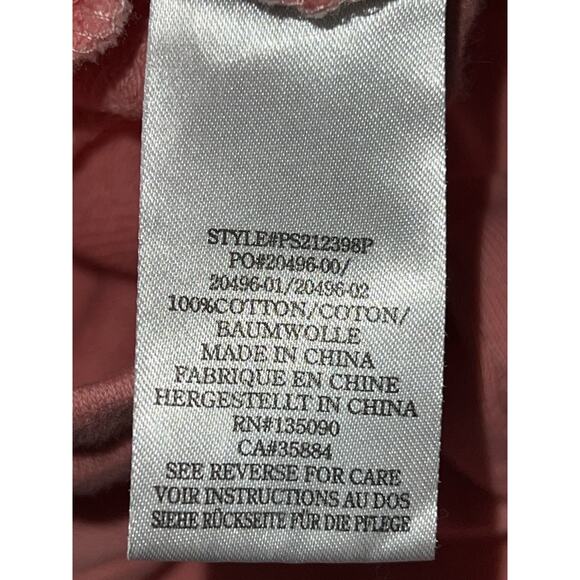 STYLE#PS212398P
PO#20496-00/
20496-01/20496-02
100%COTTON/COTON/
BAUMWOLLE
MADE IN CHINA
FABRIQUE EN CHINE
HERGESTELLT IN CHINA
RN#135090
CA#35884
SEE REVERSE FOR CARE
VOIR INSTRUCTIONS AU DOS
SIEHE RÜCKSEITE FÜR DIE PFLEGE